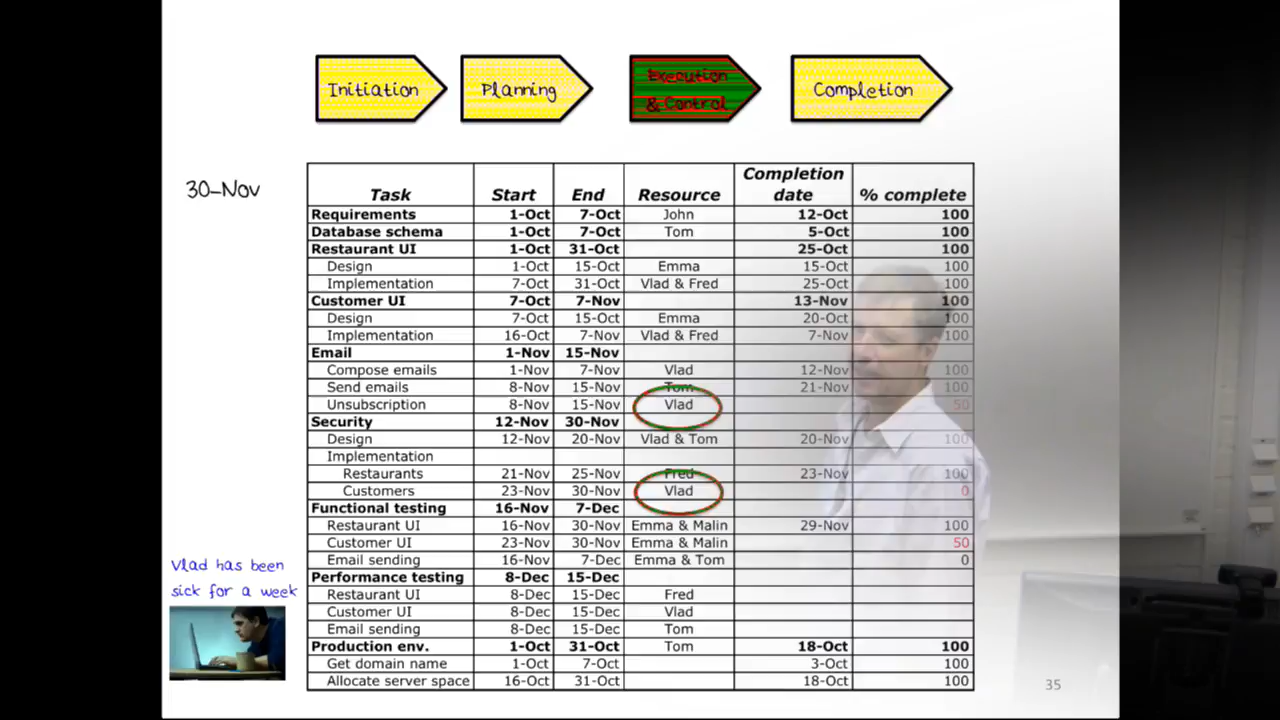 Initiation
Planning
Execution
& Control
Completion
30-Nov
Task Start End Resource Completion date % complete
Requirements 1-Oct 7-Oct John 12-Oct 100
Database schema 1-Oct 7-Oct Tom 5-Oct 100
Restaurant UI 1-Oct 31-Oct 25-Oct 100
Design 1-Oct 15-Oct Emma 15-Oct 100
Implementation 7-Oct 31-Oct Vlad & Fred 25-Oct 100
Customer UI 7-Oct 7-Nov 13-Nov 100
Design 7-Oct 15-Oct Emma 20-Oct 100
Implementation 16-Oct 7-Nov Vlad & Fred 7-Nov 100
Email 1-Nov 15-Nov
Compose emails 1-Nov 7-Nov Vlad 12-Nov 100
Send emails 8-Nov 15-Nov Tom 21-Nov 100
Unsubscription 8-Nov 15-Nov Vlad 50
Security 12-Nov 30-Nov
Design 12-Nov 20-Nov Vlad & Tom 20-Nov 100
Implementation
Restaurants 21-Nov 25-Nov Fred 23-Nov 100
Customers 23-Nov 30-Nov Vlad 0
Functional testing 16-Nov 7-Dec
Restaurant UI 16-Nov 30-Nov Emma & Malin 29-Nov 100
Customer UI 23-Nov 30-Nov Emma & Malin 50
Email sending 16-Nov 7-Dec Emma & Tom 0
Performance testing 8-Dec 15-Dec
Restaurant UI 8-Dec 15-Dec Fred
Customer UI 8-Dec 15-Dec Vlad
Email sending 8-Dec 15-Dec Tom
Production env. 1-Oct 31-Oct Tom 18-Oct 100
Get domain name 1-Oct 7-Oct 3-Oct 100
Allocate server space 16-Oct 31-Oct 18-Oct 100
Vlad has been
sick for a week
35